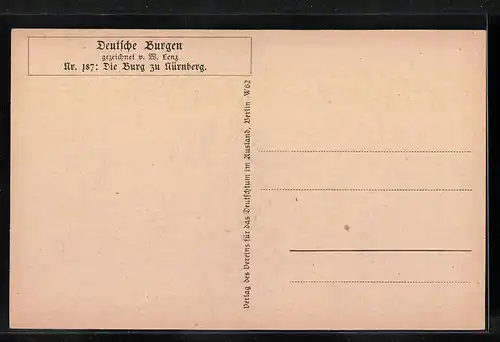 Deutsche Burgen
gezeichnet v. W. Lenz
Nr. 187: Die Burg zu Nürnberg.
Verlag des Vereins für das Deutschtum im Ausland, Berlin W 62